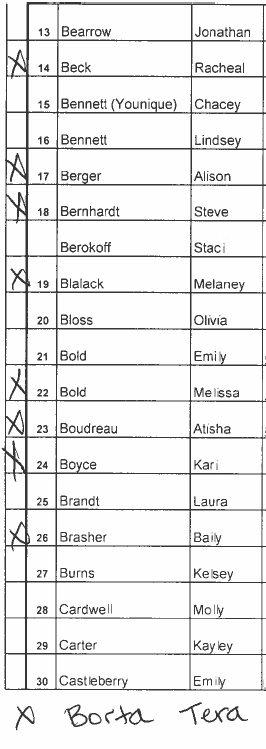 13 Bearrow Jonathan
X 14 Beck Racheal
15 Bennett (Younique) Chacey
16 Bennett Lindsey
X 17 Berger Alison
X 18 Bernhardt Steve
Berokoff Staci
X 19 Blalack Melaney
20 Bloss Olivia
21 Bold Emily
X 22 Bold Melissa
X 23 Boudreau Atisha
X 24 Boyce Kari
25 Brandt Laura
X 26 Brasher Baily
27 Burns Kelsey
28 Cardwell Molly
29 Carter Kayley
30 Castleberry Emily
X Borta Tera